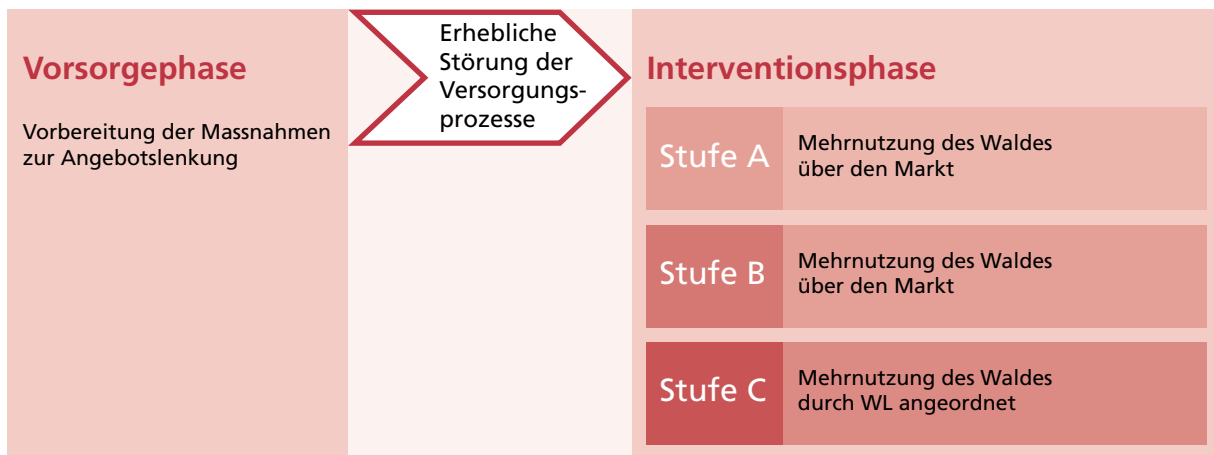 Vorsorgephase
Vorbereitung der Massnahmen
zur Angebotslenkung
Erhebliche
Störung der
Versorgungs-
prozesse
Interventionsphase
Stufe A
Mehrnutzung des Waldes
über den Markt
Stufe B
Mehrnutzung des Waldes
über den Markt
Stufe C
Mehrnutzung des Waldes
durch WL angeordnet